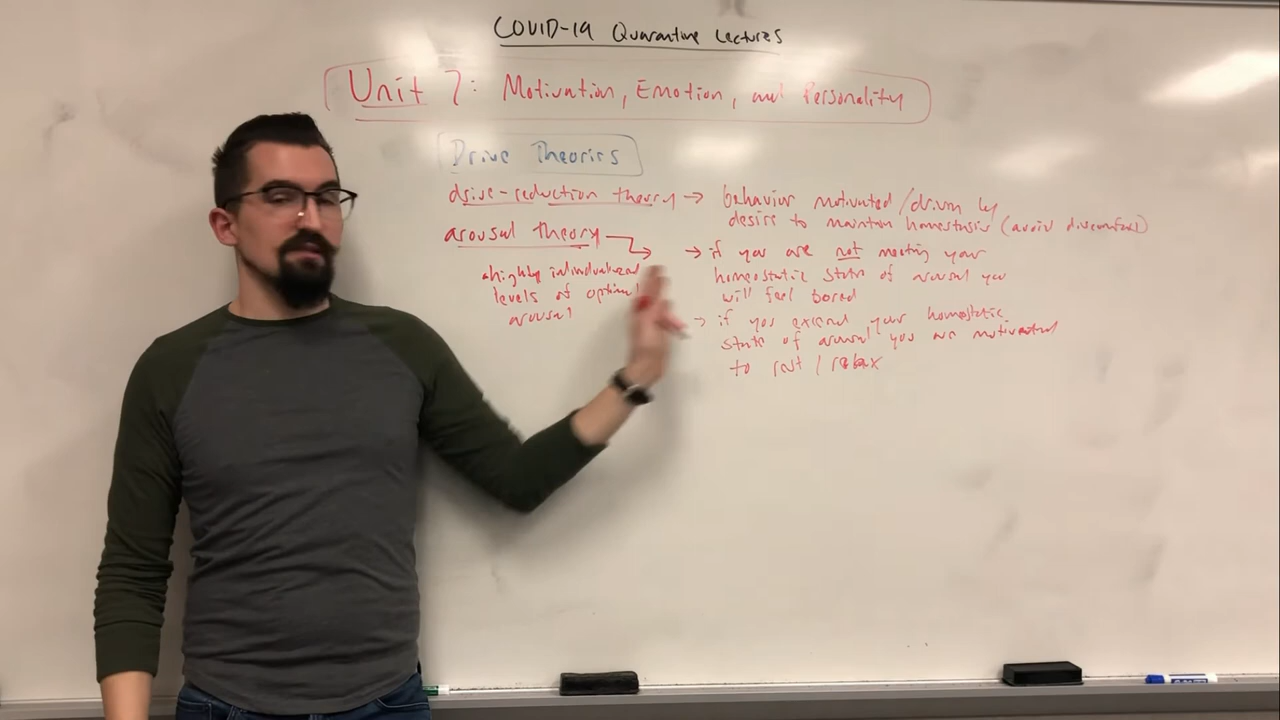 COVID-19 Quarantine Lectures
Unit 7: Motivation, Emotion, and Personality
Drive Theories
drive-reduction theory → behavior motivated/driven by
desire to maintain homeostasis (avoid discomfort)
arousal theory → → if you are not meeting your
homeostatic state of arousal you
will feel bored
→ if you exceed your homeostatic
state of arousal you are motivated
to rest / relax
highly individualized
levels of optimal
arousal